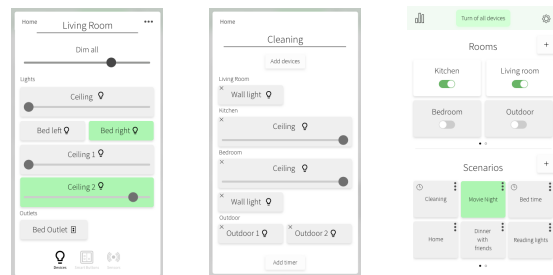 Home
Living Room
Dim all
Lights
Ceiling
Bed left
Bed right
Ceiling 1
Ceiling 2
Outlets
Bed Outlet
Devices
Home
Cleaning
Add devices
Living Room
× Wall light
Kitchen
× Ceiling
Bedroom
× Ceiling
× Wall light
Outdoor
× Outdoor 1
× Outdoor 2
Add timer
Turn of all devices
Rooms +
Kitchen
Living room
Bedroom
Outdoor
Scenarios +
Cleaning
Movie Night
Bed time
Home
Dinner
with
friends
Reading lights